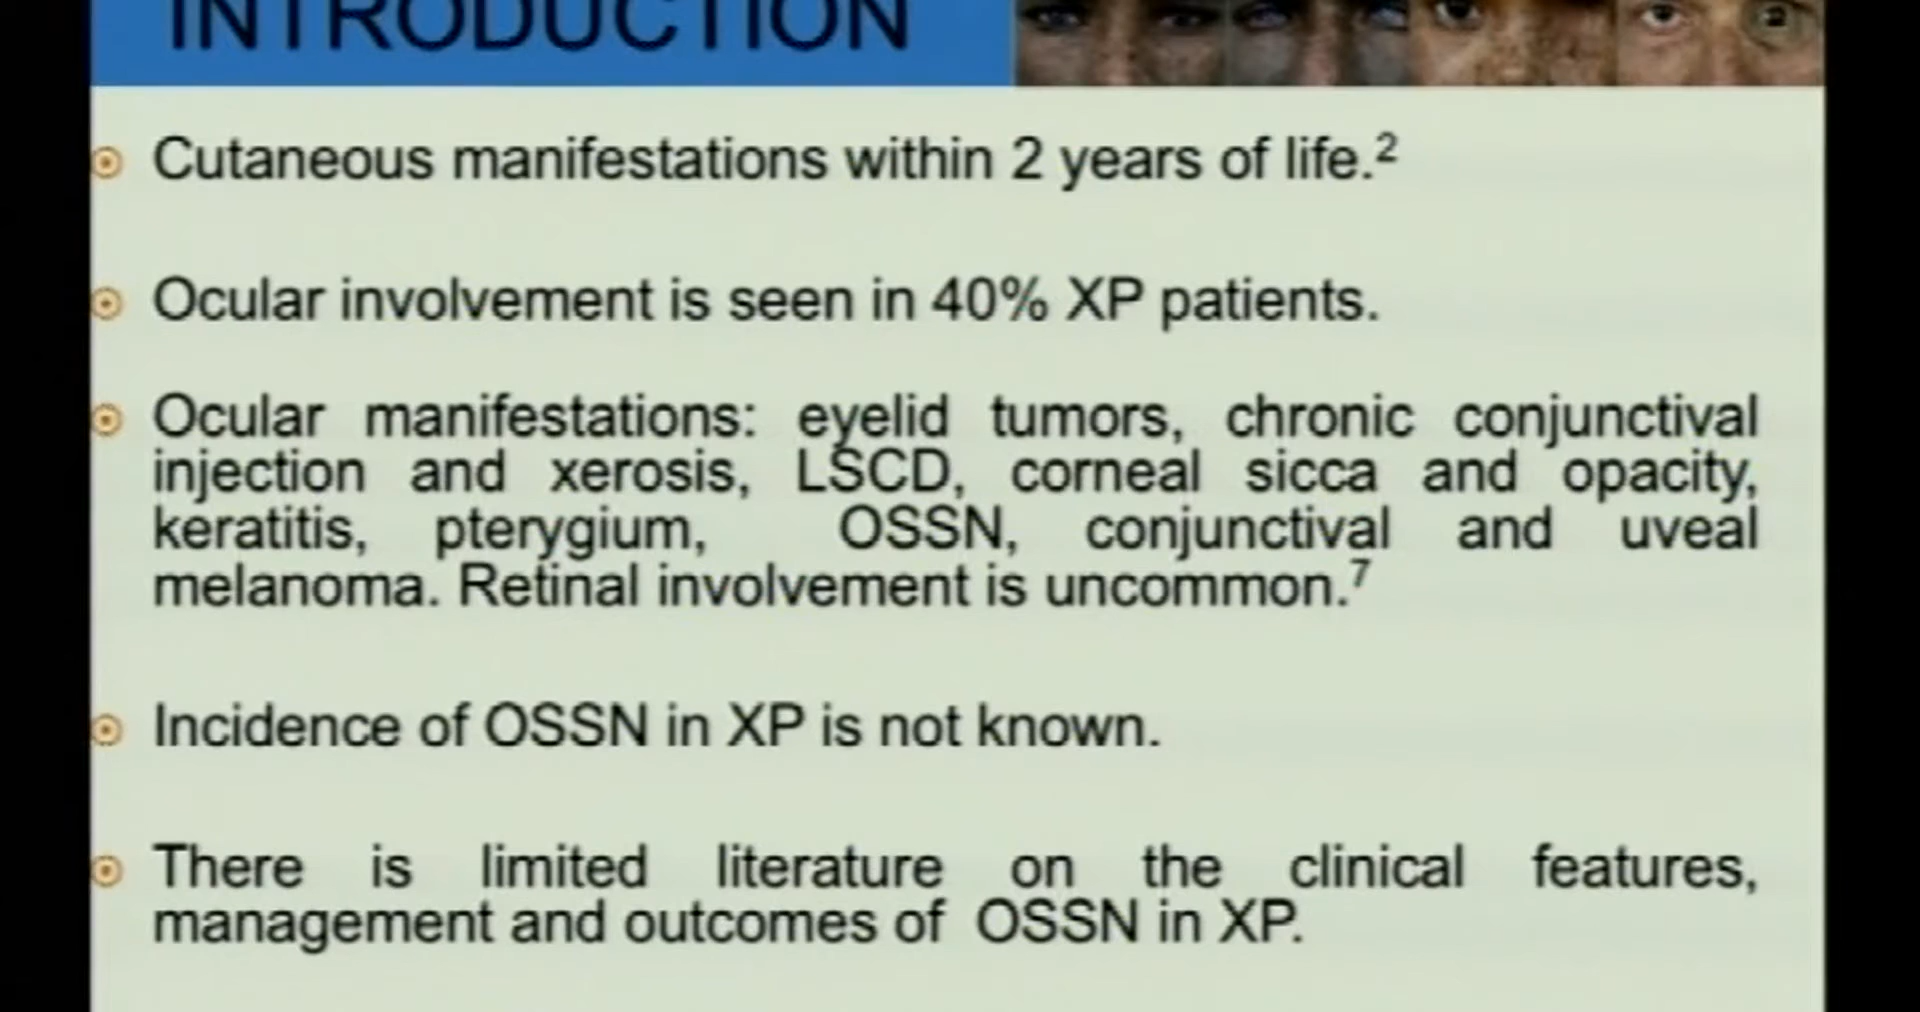 INTRODUCTION
Cutaneous manifestations within 2 years of life.²
Ocular involvement is seen in 40% XP patients.
Ocular manifestations: eyelid tumors, chronic conjunctival
injection and xerosis, LSCD, corneal sicca and opacity,
keratitis, pterygium, OSSN, conjunctival and uveal
melanoma. Retinal involvement is uncommon.⁷
Incidence of OSSN in XP is not known.
There is limited literature on the clinical features,
management and outcomes of OSSN in XP.